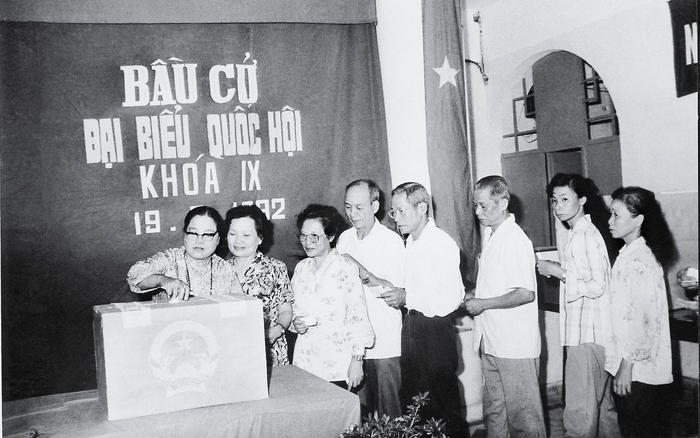 BẦU CỬ
ĐẠI BIỂU QUỐC HỘI
KHÓA IX
19.
N